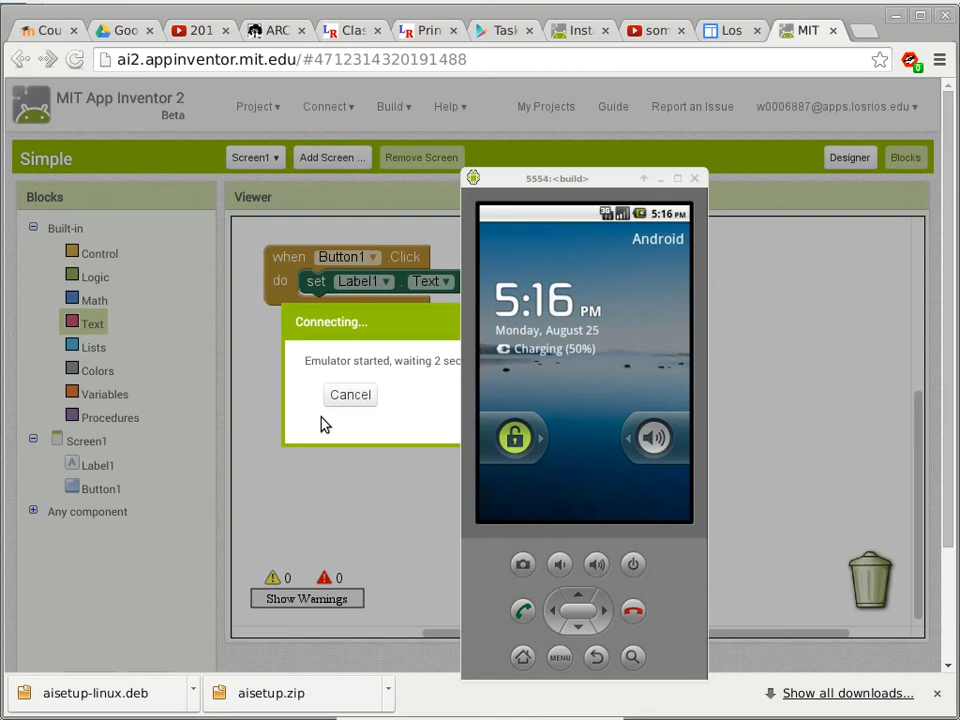 Cou
Goo
201
ARC
Clas
Prin
Task
Insta
som
Los
MIT
ai2.appinventor.mit.edu/#4712314320191488
0
MIT App Inventor 2
Beta
Project
Connect
Build
Help
My Projects
Guide
Report an Issue
w0006887@apps.losrios.edu
Simple
Screen1
Add Screen ...
Remove Screen
Designer
Blocks
Blocks
Viewer
Built-in
Control
Logic
Math
Text
Lists
Colors
Variables
Procedures
Screen1
Label1
Button1
Any component
when Button1 .Click
do set Label1 . Text
Connecting...
Emulator started, waiting 2 sec
Cancel
0 0
Show Warnings
5554:<build>
3G 5:16 PM
Android
5:16 PM
Monday, August 25
Charging (50%)
MENU
aisetup-linux.deb
aisetup.zip
Show all downloads...